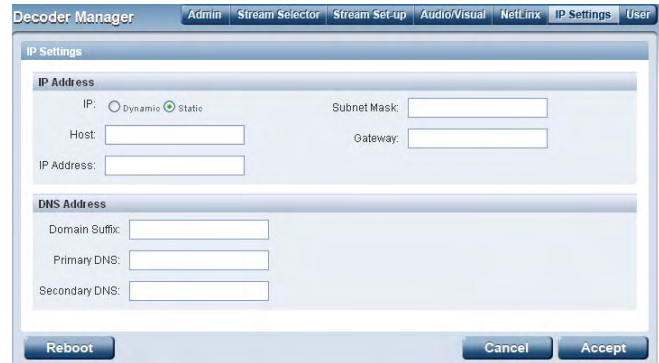 Decoder Manager
Admin Stream Selector Stream Set-up Audio/Visual NetLinx IP Settings User
IP Settings
IP Address
IP: Dynamic Static
Subnet Mask:
Host:
Gateway:
IP Address:
DNS Address
Domain Suffix:
Primary DNS:
Secondary DNS:
Reboot Cancel Accept